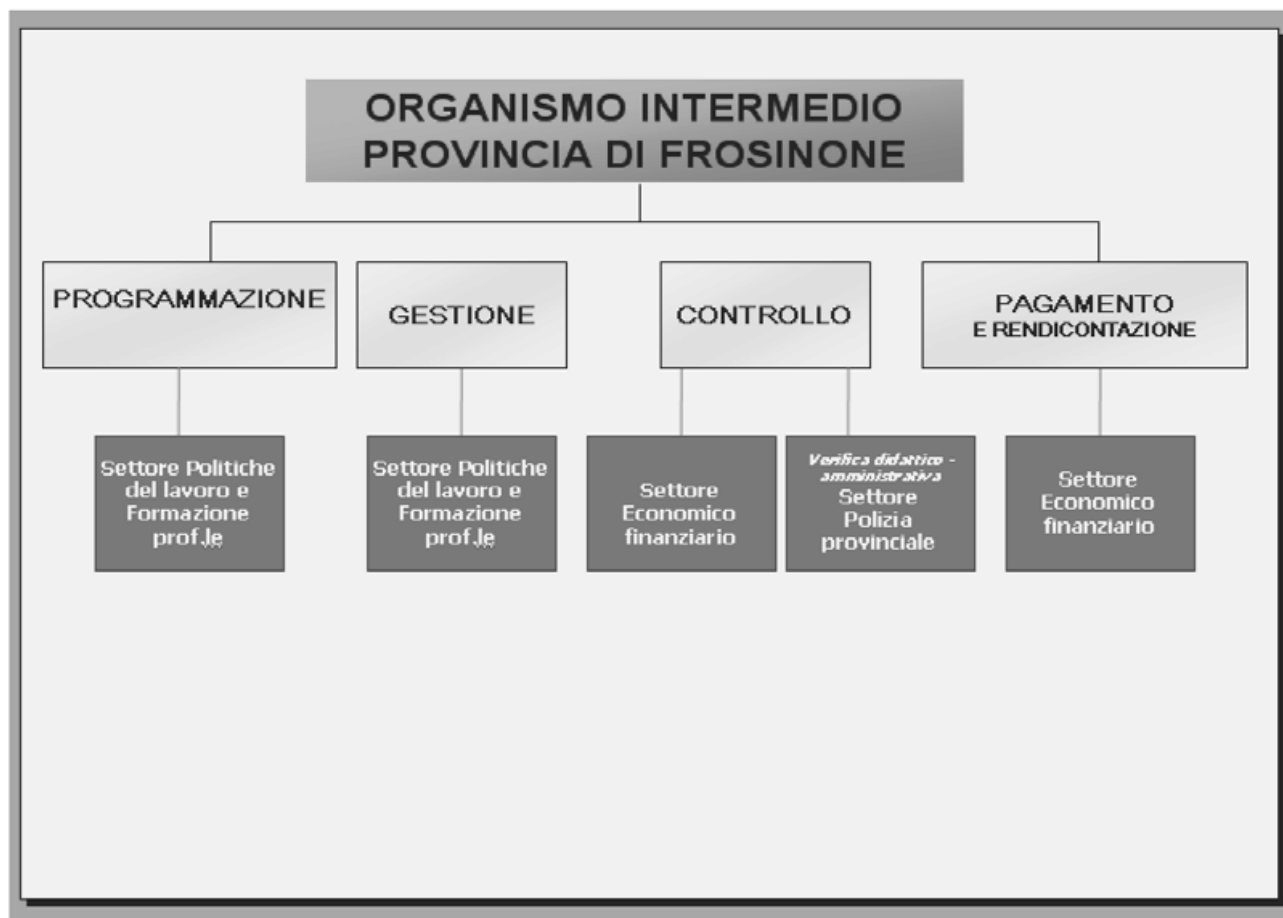 ORGANISMO INTERMEDIO
PROVINCIA DI FROSINONE
PROGRAMMAZIONE
GESTIONE
CONTROLLO
PAGAMENTO
E RENDICONTAZIONE
Settore Politiche
del lavoro e
Formazione
prof.le
Settore Politiche
del lavoro e
Formazione
prof.le
Settore
Economico
finanziario
Verifica didattico -
amministrativa
Settore
Polizia
provinciale
Settore
Economico
finanziario